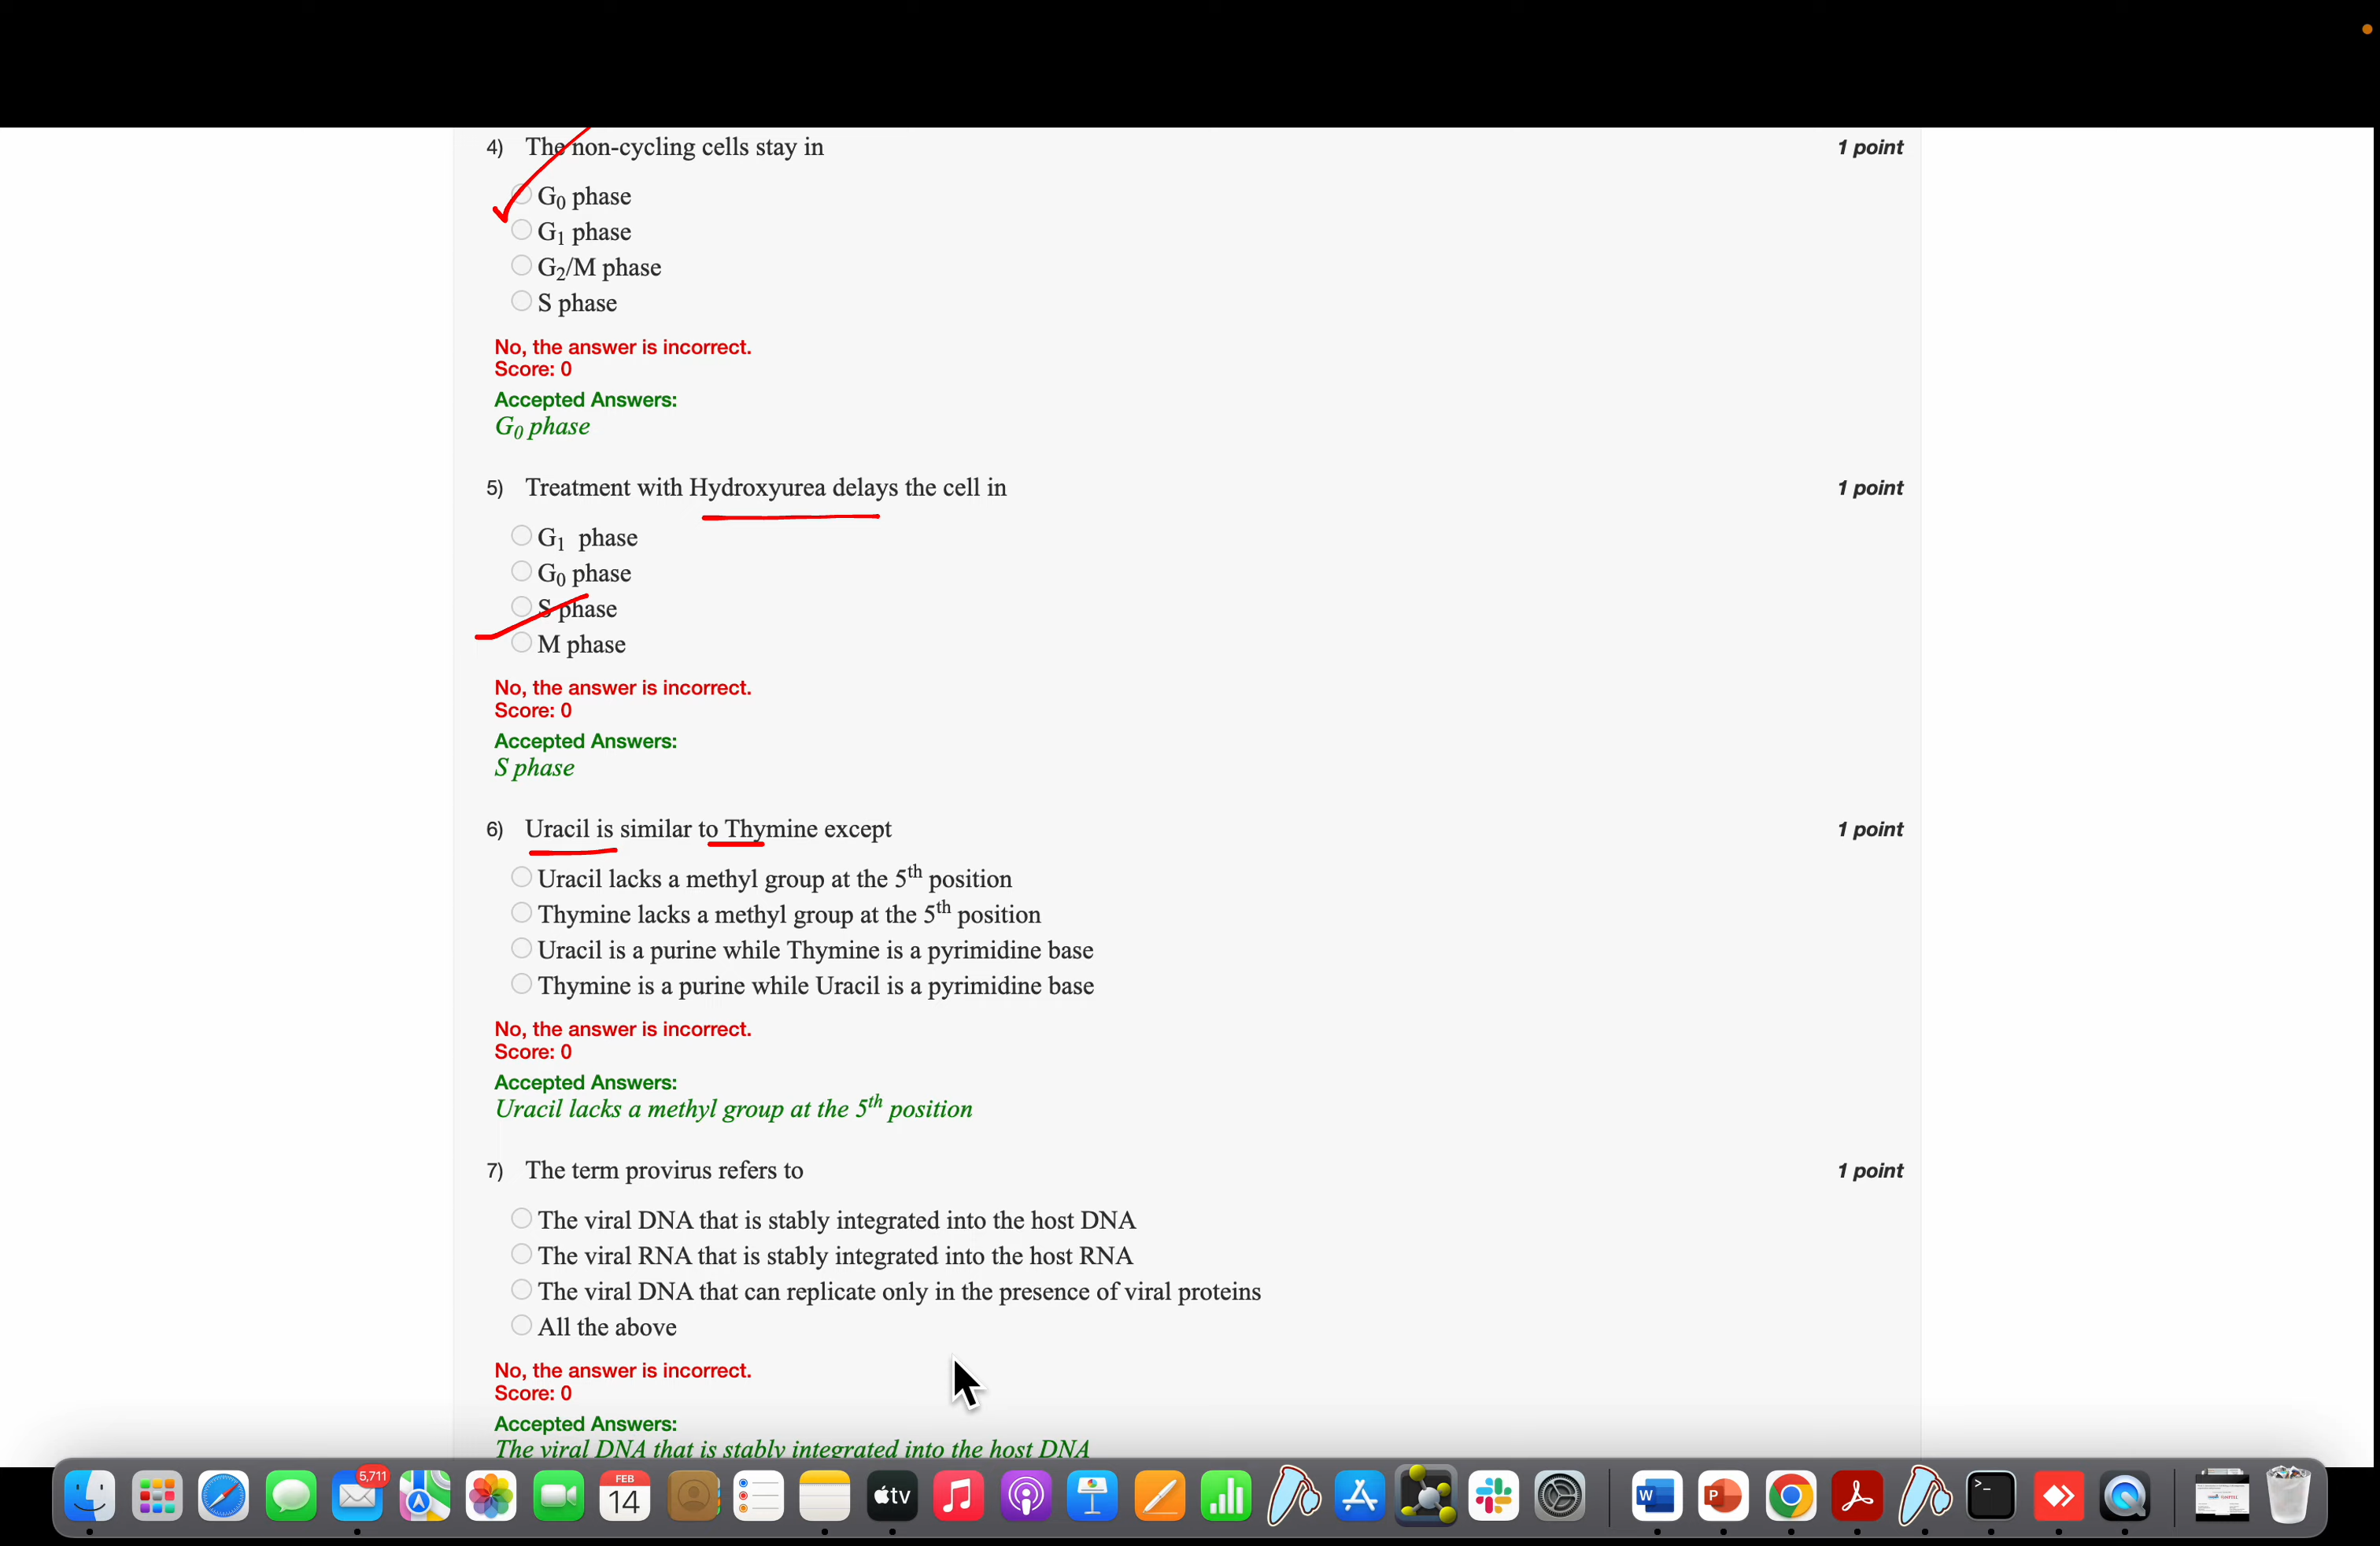 4) The non-cycling cells stay in 1 point
G0 phase
G1 phase
G2/M phase
S phase
No, the answer is incorrect.
Score: 0
Accepted Answers:
G0 phase
5) Treatment with Hydroxyurea delays the cell in 1 point
G1 phase
G0 phase
S phase
M phase
No, the answer is incorrect.
Score: 0
Accepted Answers:
S phase
6) Uracil is similar to Thymine except 1 point
Uracil lacks a methyl group at the 5th position
Thymine lacks a methyl group at the 5th position
Uracil is a purine while Thymine is a pyrimidine base
Thymine is a purine while Uracil is a pyrimidine base
No, the answer is incorrect.
Score: 0
Accepted Answers:
Uracil lacks a methyl group at the 5th position
7) The term provirus refers to 1 point
The viral DNA that is stably integrated into the host DNA
The viral RNA that is stably integrated into the host RNA
The viral DNA that can replicate only in the presence of viral proteins
All the above
No, the answer is incorrect.
Score: 0
Accepted Answers:
The viral DNA that is stably integrated into the host DNA
5,711
FEB
14
tv
W
P
>_